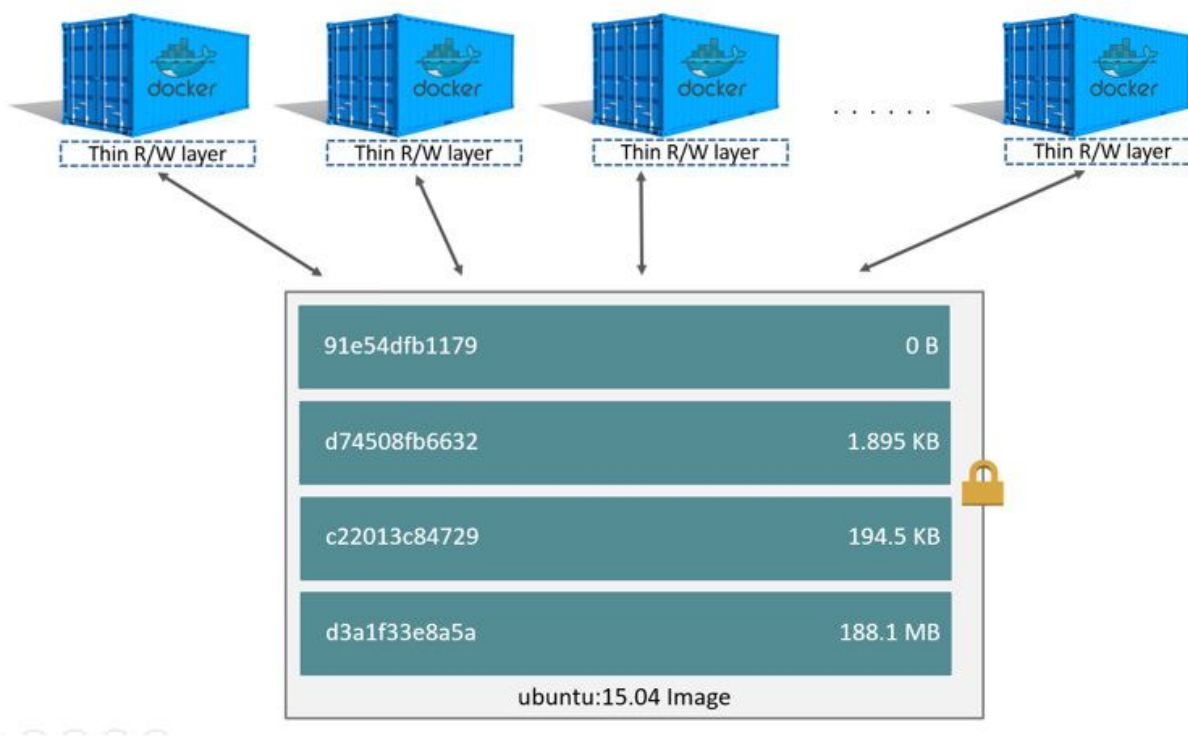 docker
docker
docker
docker
. . . . . .
Thin R/W layer
Thin R/W layer
Thin R/W layer
Thin R/W layer
91e54dfb1179 0 B
d74508fb6632 1.895 KB
c22013c84729 194.5 KB
d3a1f33e8a5a 188.1 MB
ubuntu:15.04 Image